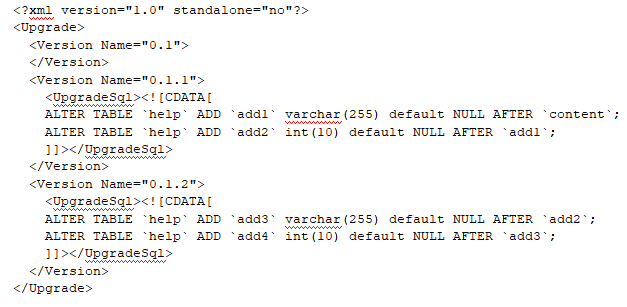 <?xml version="1.0" standalone="no"?>
<Upgrade>
  <Version Name="0.1">
  </Version>
  <Version Name="0.1.1">
    <UpgradeSql><![CDATA[
    ALTER TABLE `help` ADD `add1` varchar(255) default NULL AFTER `content`;
    ALTER TABLE `help` ADD `add2` int(10) default NULL AFTER `add1`;
    ]]></UpgradeSql>
  </Version>
  <Version Name="0.1.2">
    <UpgradeSql><![CDATA[
    ALTER TABLE `help` ADD `add3` varchar(255) default NULL AFTER `add2`;
    ALTER TABLE `help` ADD `add4` int(10) default NULL AFTER `add3`;
    ]]></UpgradeSql>
  </Version>
</Upgrade>